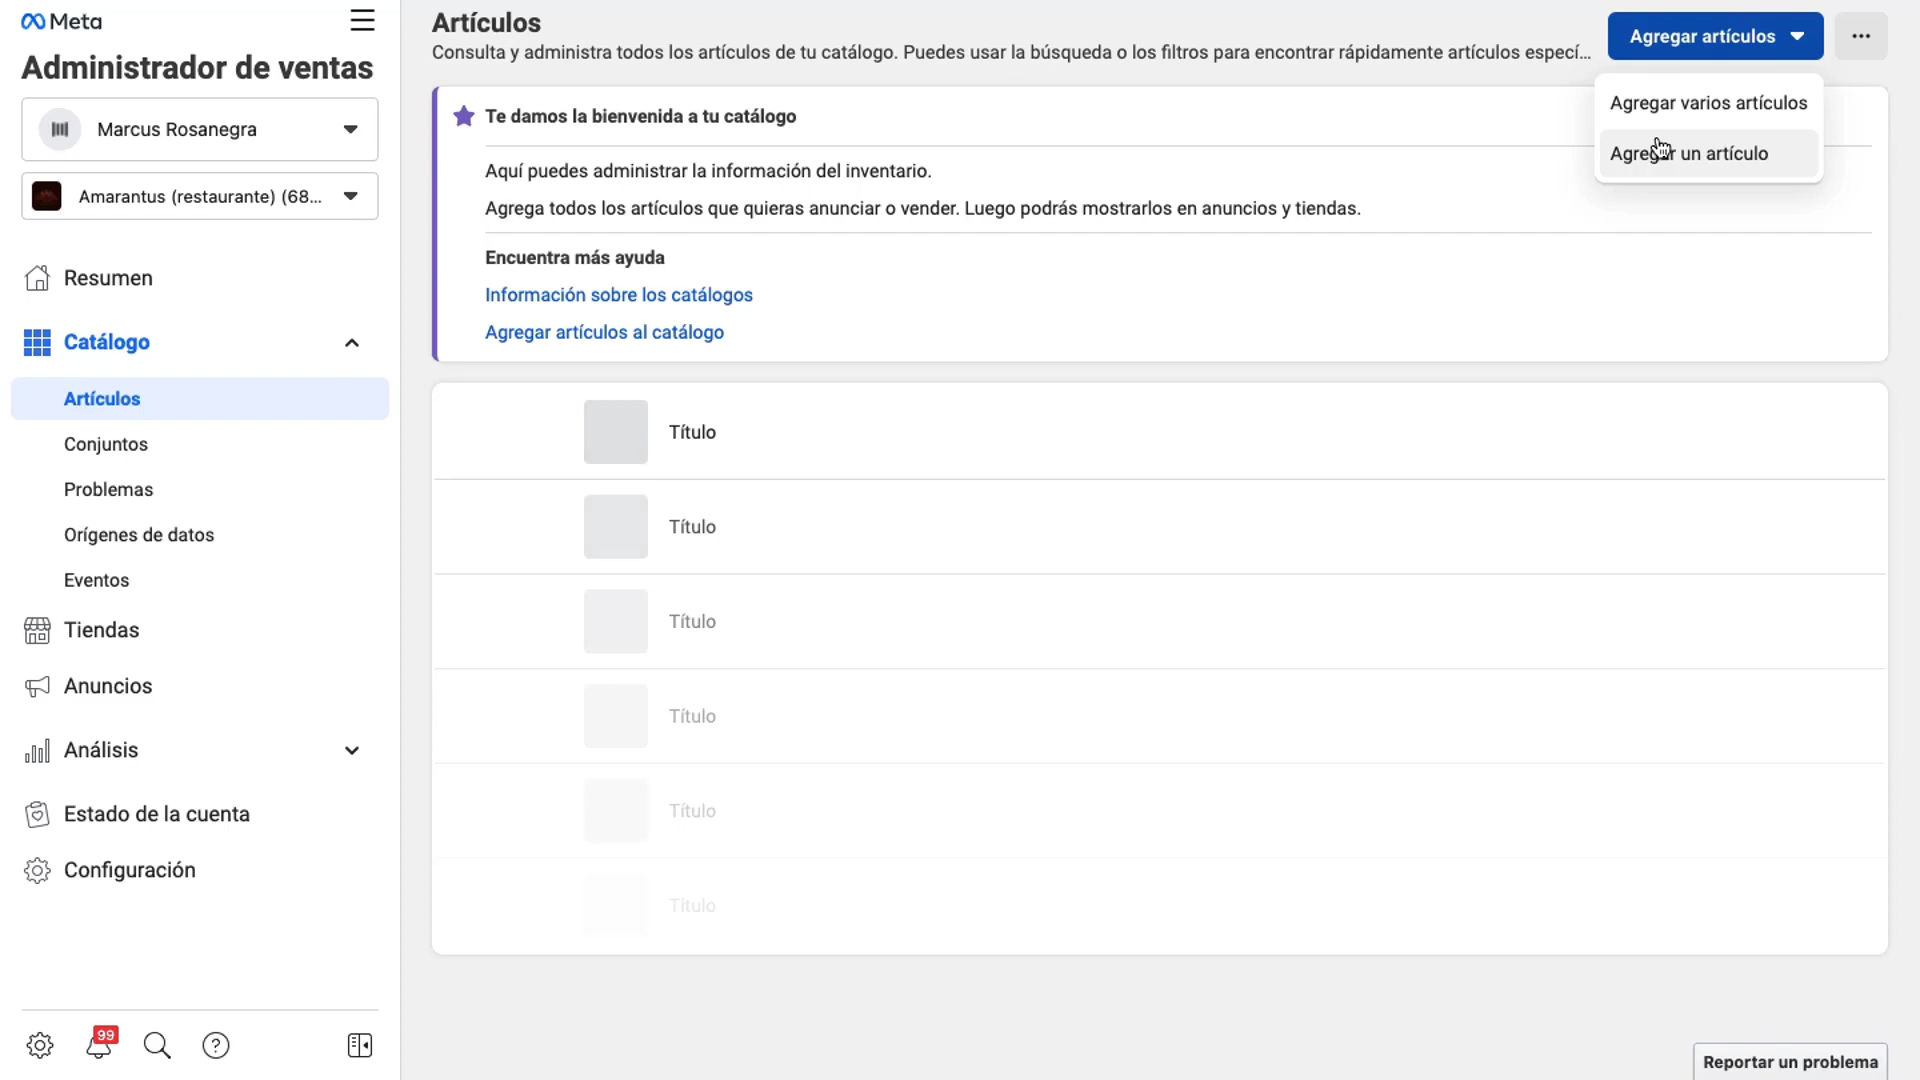 Meta
Administrador de ventas
Marcus Rosanegra
Amarantus (restaurante) (68...
Resumen
Catálogo
Artículos
Conjuntos
Problemas
Orígenes de datos
Eventos
Tiendas
Anuncios
Análisis
Estado de la cuenta
Configuración
99
Artículos
Consulta y administra todos los artículos de tu catálogo. Puedes usar la búsqueda o los filtros para encontrar rápidamente artículos especí...
Agregar artículos
Agregar varios artículos
Agregar un artículo
Te damos la bienvenida a tu catálogo
Aquí puedes administrar la información del inventario.
Agrega todos los artículos que quieras anunciar o vender. Luego podrás mostrarlos en anuncios y tiendas.
Encuentra más ayuda
Información sobre los catálogos
Agregar artículos al catálogo
Título
Título
Título
Título
Título
Título
Reportar un problema